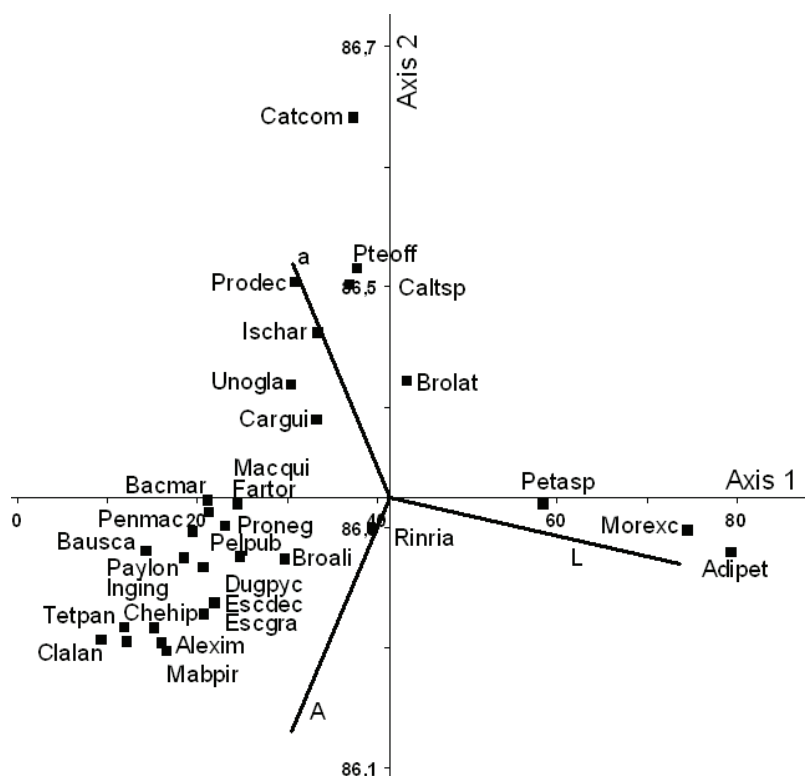 86,7
Axis 2
Catcom
Pteoff
a
Prodec
86,5
Caltsp
Ischar
Unogla
Brolat
Cargui
Macqui
Bacmar
Fartor
Petasp
Axis 1
0
20
40
60
80
Penmac
Proneg
86,
Rinria
Morexc
Bausca
Pelpub
L
Paylon
Broali
Adipet
Inging
Dugpyc
Tetpan
Chehip
Escdec
Escgra
Clalan
Alexim
Mabpir
A
86,1